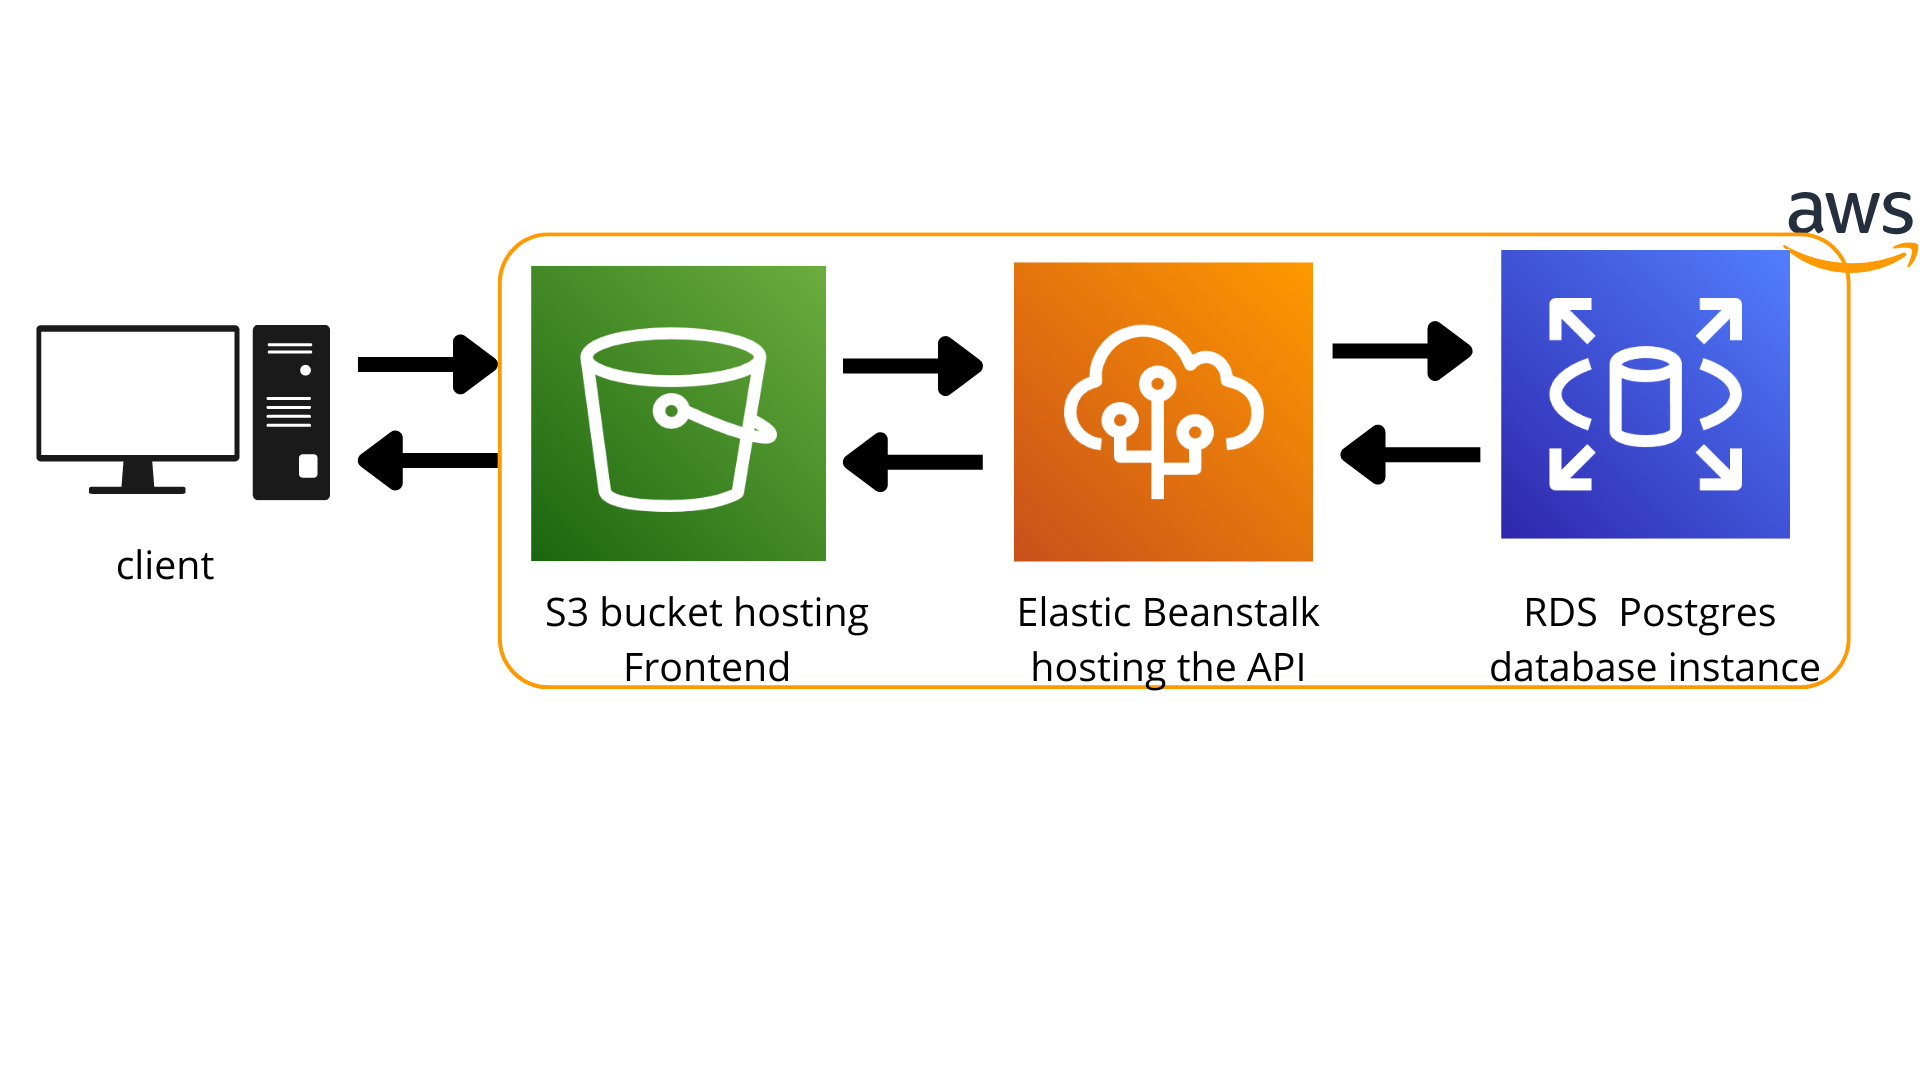 aws
client
S3 bucket hosting
Frontend
Elastic Beanstalk
hosting the API
RDS  Postgres
database instance